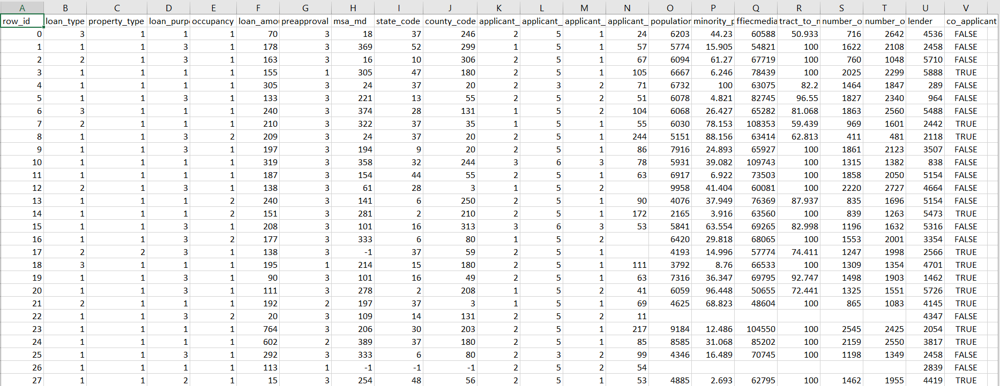 A B C D E F G H I J K L M N O P Q R S T U V
row_id loan_type property_type loan_purp occupancy loan_amou preapproval msa_md state_code county_code applicant_ applicant_ applicant_ applicant_ population minority_p ffiecmedia tract_to_m number_o number_o lender co_applicant
0 3 1 1 1 70 3 18 37 246 2 5 1 24 6203 44.23 60588 50.933 716 2642 4536 FALSE
1 1 1 3 1 178 3 369 52 299 1 5 1 57 5774 15.905 54821 100 1622 2108 2458 FALSE
2 2 1 3 1 163 3 16 10 306 2 5 1 67 6094 61.27 67719 100 760 1048 5710 FALSE
3 1 1 1 1 155 1 305 47 180 2 5 1 105 6667 6.246 78439 100 2025 2299 5888 TRUE
4 1 1 1 1 305 3 24 37 20 2 3 2 71 6732 100 63075 82.2 1464 1847 289 FALSE
5 1 1 3 1 133 3 221 13 55 2 5 2 51 6078 4.821 82745 96.55 1827 2340 964 FALSE
6 3 1 1 1 240 3 374 28 131 1 5 2 104 6068 26.427 65282 81.068 1863 2560 5488 FALSE
7 2 1 1 1 210 3 322 37 35 1 5 1 55 6030 78.153 108353 59.439 969 1601 2442 TRUE
8 1 1 3 2 209 3 24 37 20 2 5 1 244 5151 88.156 63414 62.813 411 481 2118 TRUE
9 1 1 3 1 197 3 194 9 20 2 5 1 86 7916 24.893 65927 100 1861 2123 3507 FALSE
10 1 1 1 1 319 3 358 32 244 3 6 3 78 5931 39.082 109743 100 1315 1382 838 FALSE
11 1 1 1 1 187 3 154 44 55 2 5 1 63 6917 6.922 73503 100 1858 2050 5154 FALSE
12 2 1 3 1 138 3 61 28 3 1 5 2 9958 41.404 60081 100 2220 2727 4664 FALSE
13 1 1 1 2 240 3 141 6 250 2 5 1 90 4076 37.949 76369 87.937 835 1696 5154 FALSE
14 1 1 1 2 151 3 281 2 210 2 5 1 172 2165 3.916 63560 100 839 1263 5473 TRUE
15 1 1 3 1 208 3 101 16 313 3 6 3 53 5841 63.554 69265 82.998 1196 1632 5316 FALSE
16 1 1 3 2 177 3 333 6 80 1 5 2 6420 29.818 68065 100 1553 2001 3354 FALSE
17 2 2 3 1 138 3 -1 37 59 2 5 1 4193 14.996 57774 74.411 1247 1998 2566 TRUE
18 3 1 1 1 195 1 214 15 180 2 5 1 111 3792 8.76 66533 100 1309 1354 4701 TRUE
19 1 1 3 1 90 3 101 16 49 2 5 1 63 7316 36.347 69795 92.747 1498 1903 1462 TRUE
20 1 1 3 1 111 3 278 2 208 1 5 2 41 6059 96.448 50655 72.441 1325 1551 5726 TRUE
21 2 1 1 1 192 2 197 37 3 1 5 1 69 4625 68.823 48604 100 865 1083 4145 TRUE
22 1 1 3 2 20 3 109 14 131 2 5 2 11 4347 FALSE
23 1 1 1 1 764 3 206 30 203 2 5 1 217 9184 12.486 104550 100 2545 2425 2054 TRUE
24 1 1 1 1 602 2 389 37 180 2 5 1 85 8585 31.068 85202 100 2159 2550 3817 TRUE
25 1 1 3 1 292 3 333 6 80 2 3 2 99 4346 16.489 70745 100 1198 1349 2458 FALSE
26 1 1 1 1 113 1 -1 -1 -1 2 5 2 54 2839 FALSE
27 1 1 2 1 15 3 254 48 56 2 5 1 53 4885 2.693 62795 100 1462 1955 4419 TRUE